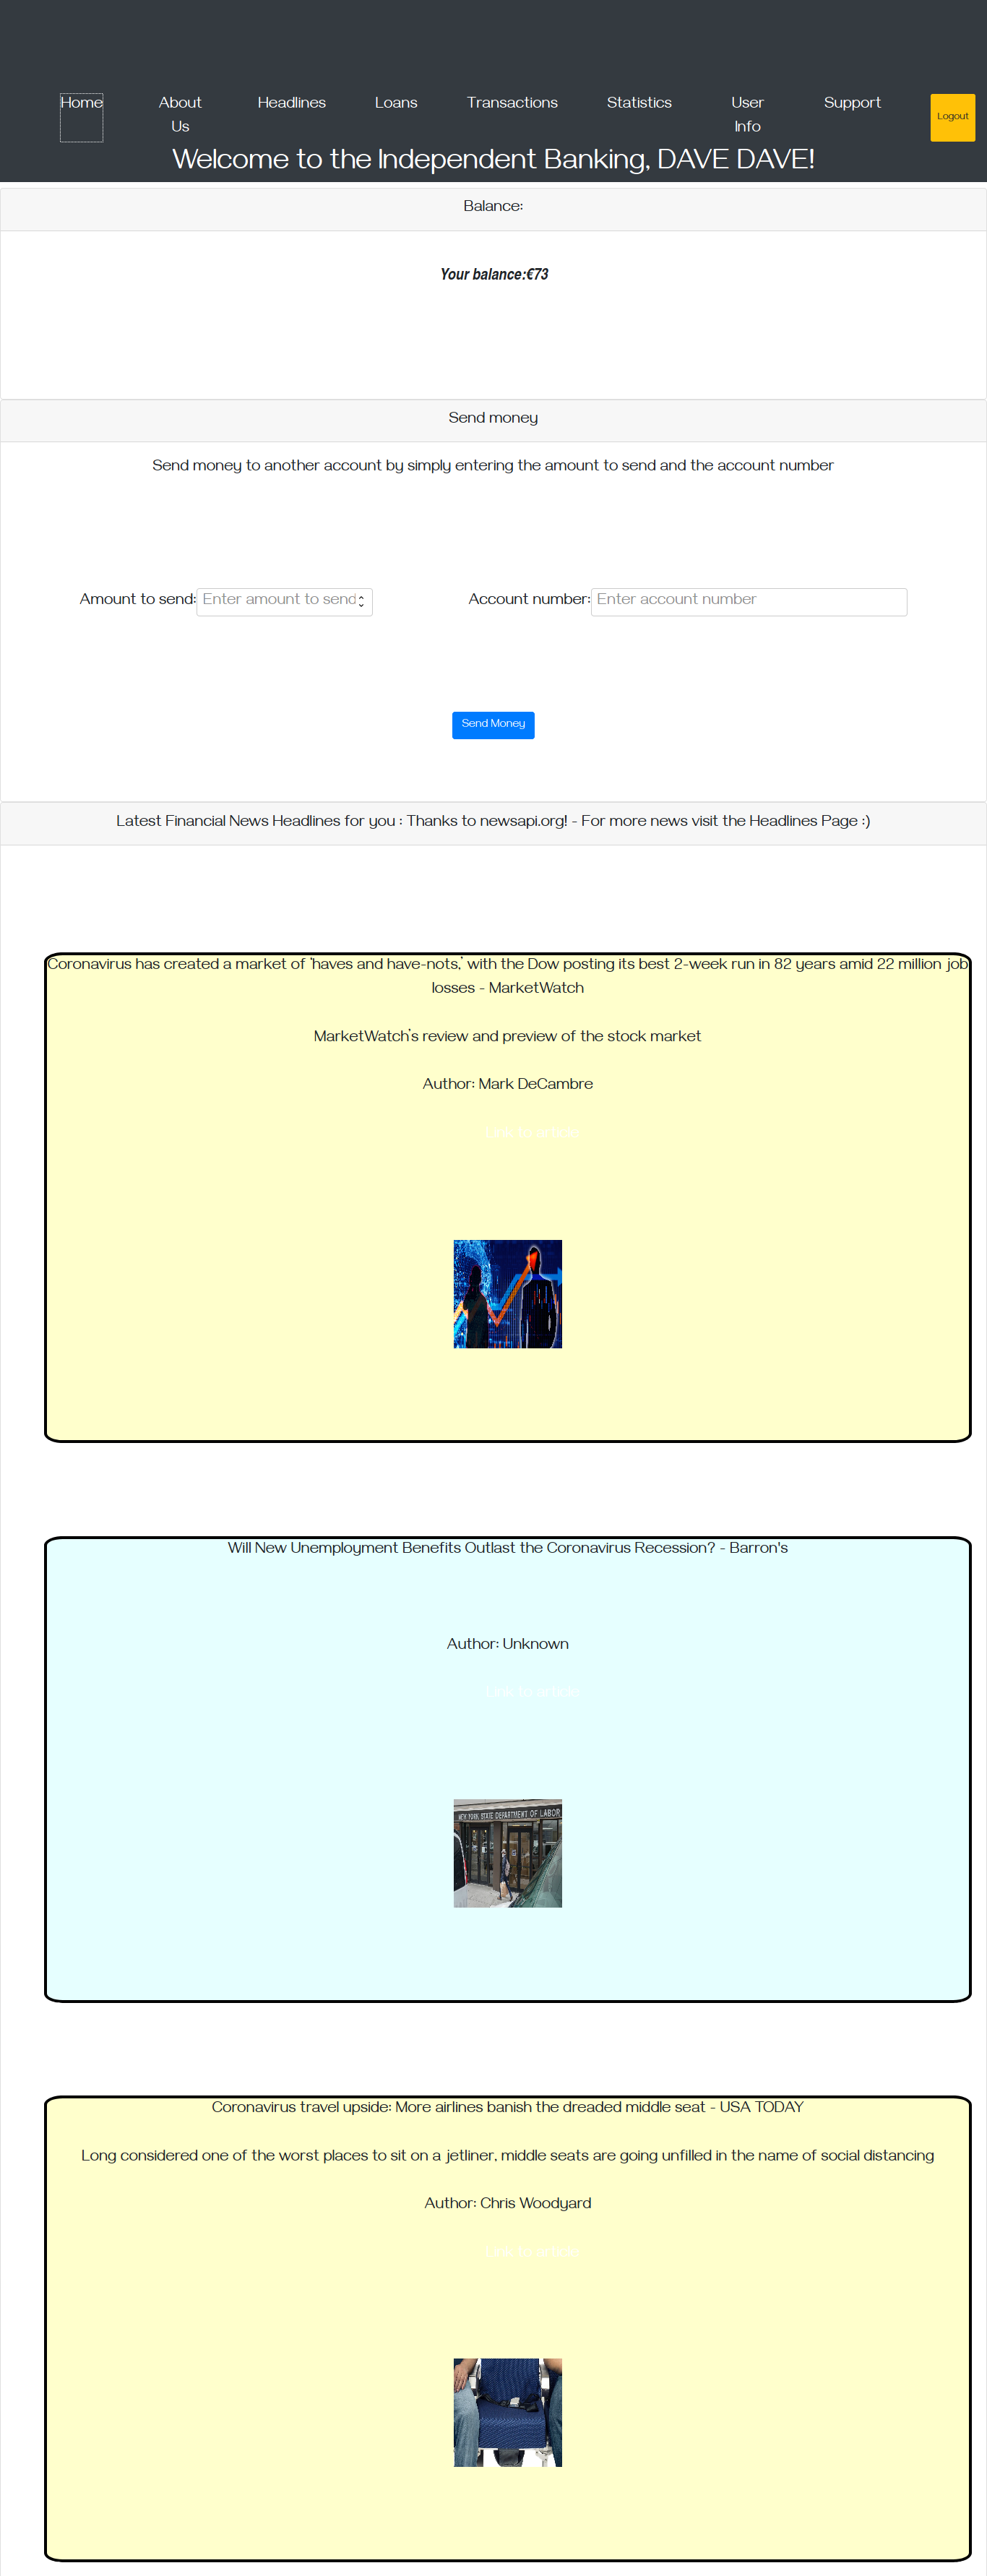 Home
About Us
Headlines
Loans
Transactions
Statistics
User Info
Support
Logout
Welcome to the Independent Banking, DAVE DAVE!
Balance:
Your balance:€73
Send money
Send money to another account by simply entering the amount to send and the account number
Amount to send: Enter amount to send
Account number: Enter account number
Send Money
Latest Financial News Headlines for you : Thanks to newsapi.org! - For more news visit the Headlines Page :)
Coronavirus has created a market of ‘haves and have-nots,’ with the Dow posting its best 2-week run in 82 years amid 22 million job
losses - MarketWatch
MarketWatch’s review and preview of the stock market
Author: Mark DeCambre
Link to article
Will New Unemployment Benefits Outlast the Coronavirus Recession? - Barron's
Author: Unknown
Link to article
NEW YORK STATE DEPARTMENT OF LABOR
Coronavirus travel upside: More airlines banish the dreaded middle seat - USA TODAY
Long considered one of the worst places to sit on a jetliner, middle seats are going unfilled in the name of social distancing
Author: Chris Woodyard
Link to article